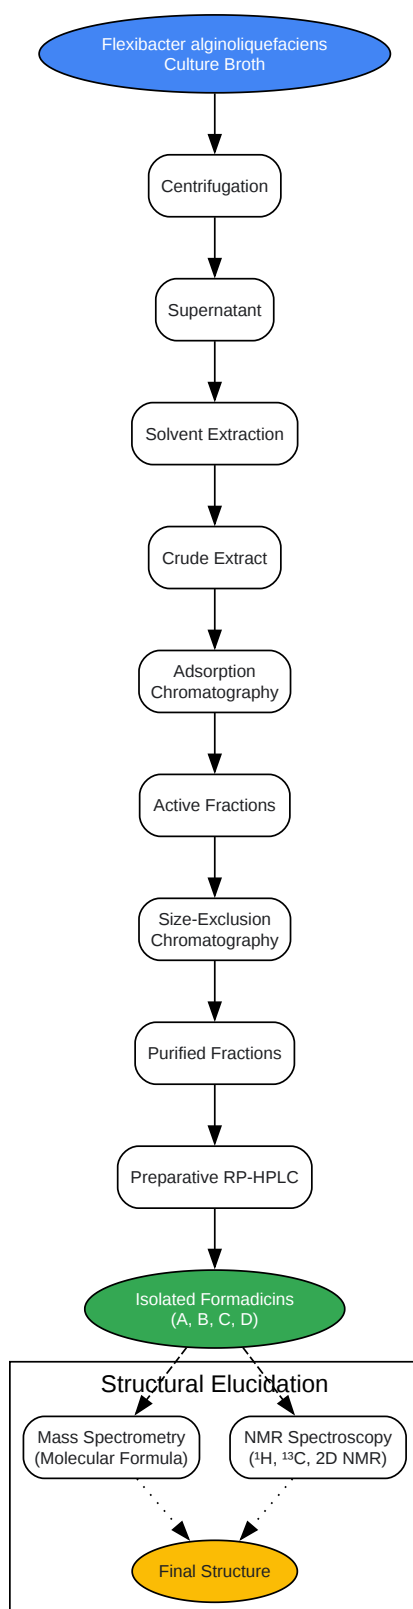 Flexibacter alginoliquefaciens
Culture Broth
Centrifugation
Supernatant
Solvent Extraction
Crude Extract
Adsorption
Chromatography
Active Fractions
Size-Exclusion
Chromatography
Purified Fractions
Preparative RP-HPLC
Isolated Formadicins
(A, B, C, D)
Structural Elucidation
Mass Spectrometry
(Molecular Formula)
NMR Spectroscopy
(¹H, ¹³C, 2D NMR)
Final Structure